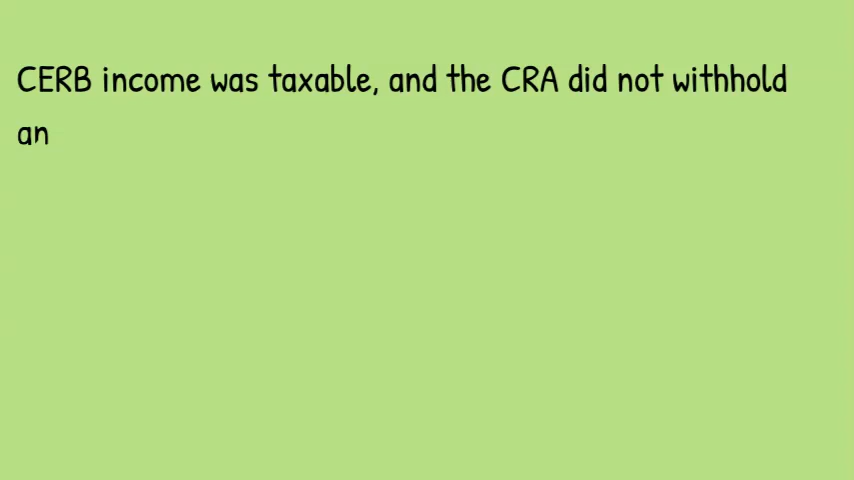 CERB income was taxable, and the CRA did not withhold
an